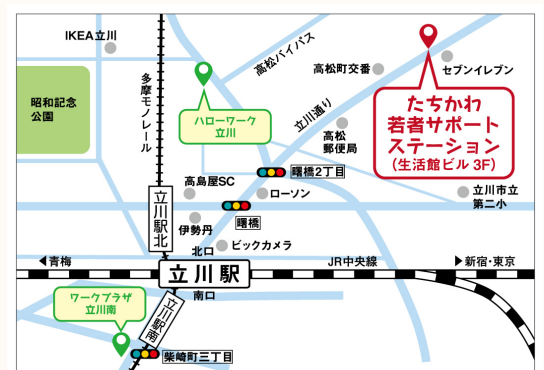 IKEA立川
高松バイパス
高松町交番
セブンイレブン
昭和記念
公園
多摩モノレール
ハローワーク
立川
立川通り
高松
郵便局
たちかわ
若者サポート
ステーション
(生活館ビル 3F)
曙橋2丁目
高島屋SC
ローソン
立川市立
第二小
立川駅北
伊勢丹
曙橋
北口
ビックカメラ
青梅
立川駅
JR中央線
新宿・東京
南口
ワークプラザ
立川南
立川駅南
柴崎町三丁目